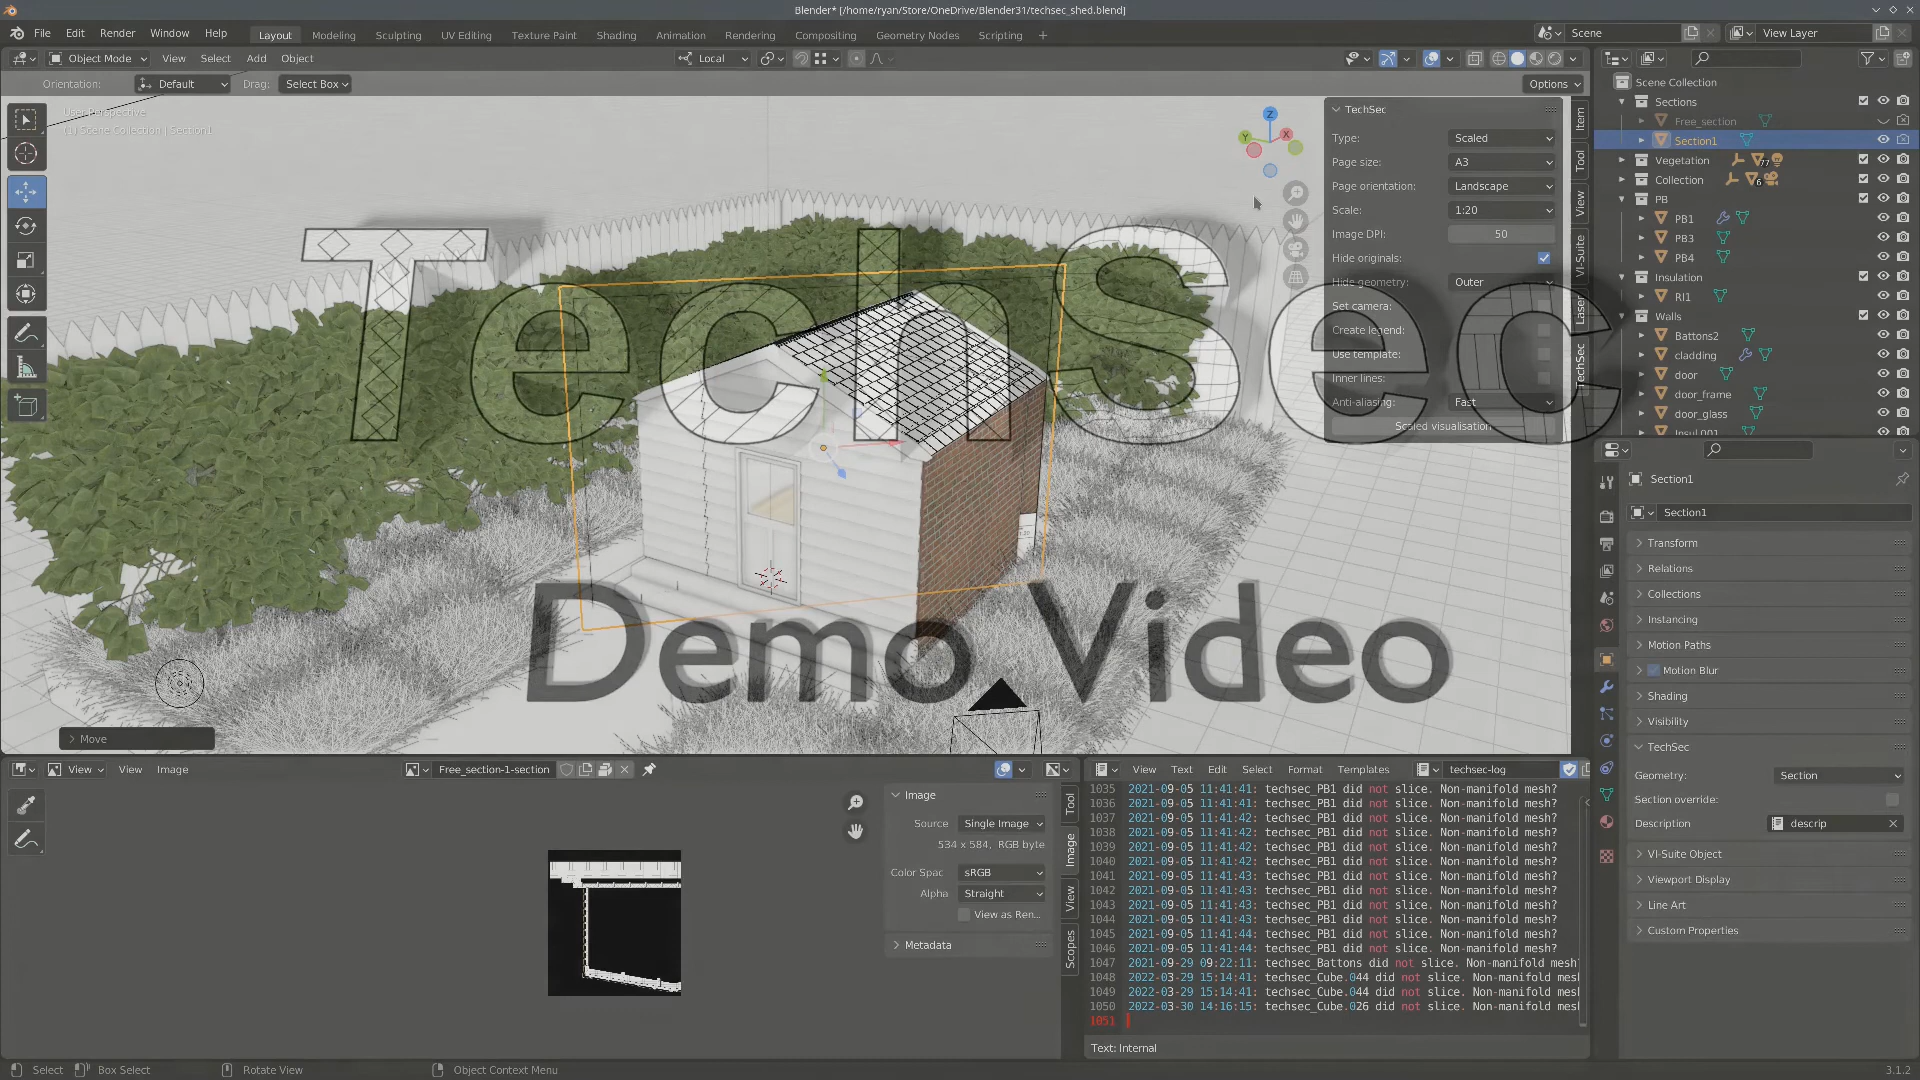 Blender* [/home/ryan/Store/OneDrive/Blender31/techsec_shed.blend]
File Edit Render Window Help
Layout Modeling Sculpting UV Editing Texture Paint Shading Animation Rendering Compositing Geometry Nodes Scripting +
Scene
View Layer
Object Mode View Select Add Object
Local
Orientation: Default Drag: Select Box
Options
User Perspective
(1) Scene Collection | Section1
Z
Y
X
TechSec
Type: Scaled
Page size: A3
Page orientation: Landscape
Scale: 1:20
Image DPI: 50
Hide originals:
Hide geometry: Outer
Set camera:
Create legend:
Use template:
Inner lines:
Anti-aliasing: Fast
Scaled visualisation
Item
Tool
View
VI-Suite
Laser
TechSec
TechSec
Demo Video
Move
Scene Collection
Sections
Free_section
Section1
Vegetation 77
Collection 6
PB
PB1
PB3
PB4
Insulation
RI1
Walls
Battons2
cladding
door
door_frame
door_glass
Insul.001
Section1
Section1
Transform
Relations
Collections
Instancing
Motion Paths
Motion Blur
Shading
Visibility
TechSec
Geometry: Section
Section override:
Description descrip
VI-Suite Object
Viewport Display
Line Art
Custom Properties
View View Image
Free_section-1-section
Image
Source Single Image
534 x 584, RGB byte
Color Spac sRGB
Alpha Straight
View as Ren...
Metadata
Tool
Image
View
Scopes
View Text Edit Select Format Templates
techsec-log
1035 2021-09-05 11:41:41: techsec_PB1 did not slice. Non-manifold mesh?
1036 2021-09-05 11:41:41: techsec_PB1 did not slice. Non-manifold mesh?
1037 2021-09-05 11:41:42: techsec_PB1 did not slice. Non-manifold mesh?
1038 2021-09-05 11:41:42: techsec_PB1 did not slice. Non-manifold mesh?
1039 2021-09-05 11:41:42: techsec_PB1 did not slice. Non-manifold mesh?
1040 2021-09-05 11:41:42: techsec_PB1 did not slice. Non-manifold mesh?
1041 2021-09-05 11:41:43: techsec_PB1 did not slice. Non-manifold mesh?
1042 2021-09-05 11:41:43: techsec_PB1 did not slice. Non-manifold mesh?
1043 2021-09-05 11:41:43: techsec_PB1 did not slice. Non-manifold mesh?
1044 2021-09-05 11:41:43: techsec_PB1 did not slice. Non-manifold mesh?
1045 2021-09-05 11:41:44: techsec_PB1 did not slice. Non-manifold mesh?
1046 2021-09-05 11:41:44: techsec_PB1 did not slice. Non-manifold mesh?
1047 2021-09-29 09:22:11: techsec_Battons did not slice. Non-manifold mesh?
1048 2022-03-29 15:14:41: techsec_Cube.044 did not slice. Non-manifold mesh
1049 2022-03-29 15:14:41: techsec_Cube.044 did not slice. Non-manifold mesh
1050 2022-03-30 14:16:15: techsec_Cube.026 did not slice. Non-manifold mesh
1051
Text: Internal
Select Box Select Rotate View Object Context Menu
3.1.2